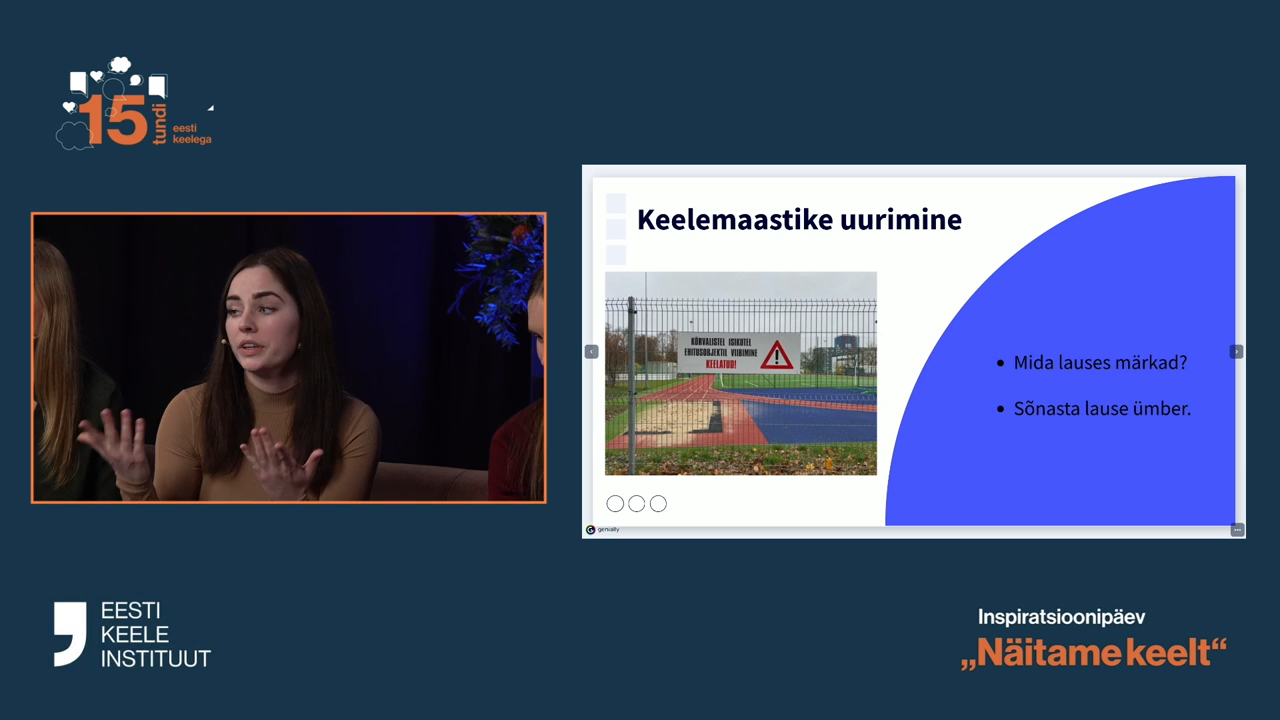 15
tundi
eesti
keelega
Keelemaastike uurimine
KÕRVALISTEL ISIKUTEL
EHITUSOBJEKTIL VIIBIMINE
KEELATUD!
• Mida lauses märkad?
• Sõnasta lause ümber.
genially
EESTI
KEELE
INSTITUUT
Inspiratsioonipäev
„Näitame keelt“